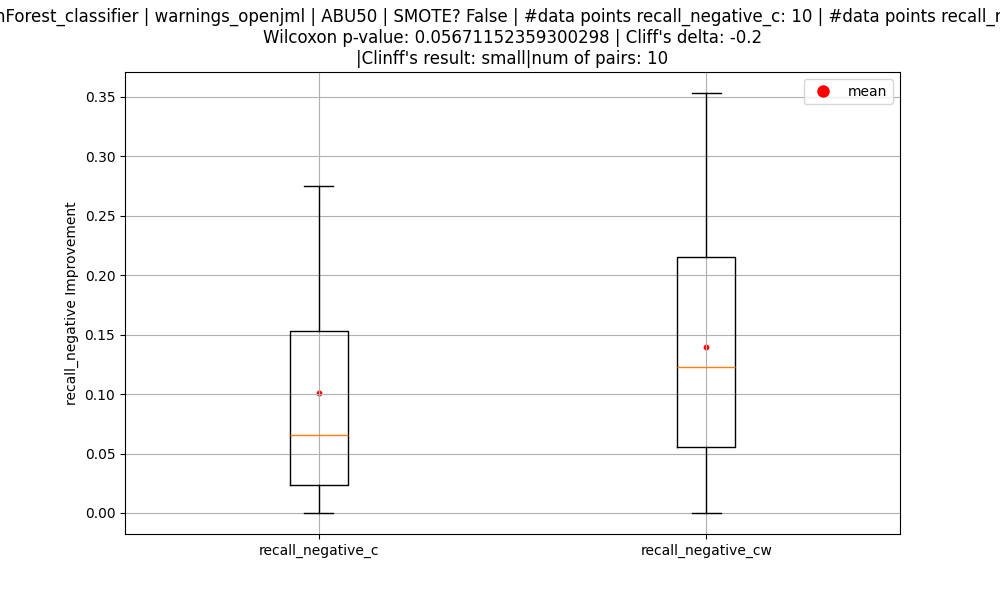 nForest_classifier | warnings_openjml | ABU50 | SMOTE? False | #data points recall_negative_c: 10 | #data points recall_n
Wilcoxon p-value: 0.05671152359300298 | Cliff's delta: -0.2
|Clinff's result: small|num of pairs: 10
mean
0.35
0.30
0.25
0.20
0.15
0.10
0.05
0.00
recall_negative Improvement
recall_negative_c
recall_negative_cw